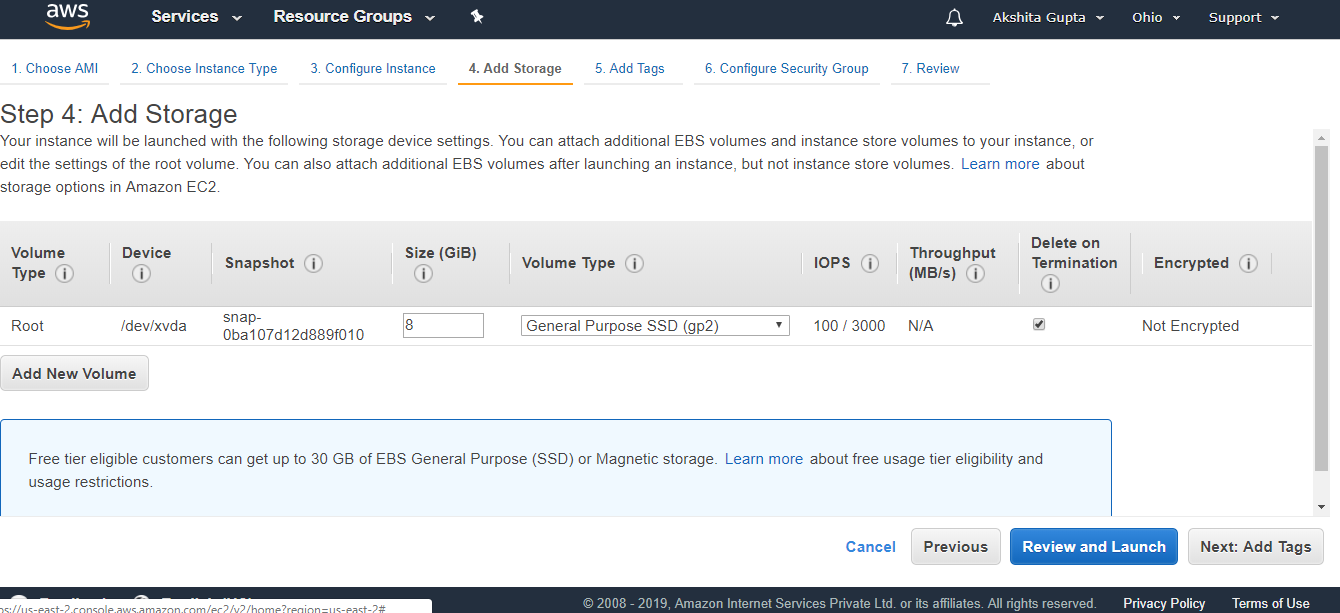 aws Services Resource Groups Akshita Gupta Ohio Support
1. Choose AMI 2. Choose Instance Type 3. Configure Instance 4. Add Storage 5. Add Tags 6. Configure Security Group 7. Review
Step 4: Add Storage
Your instance will be launched with the following storage device settings. You can attach additional EBS volumes and instance store volumes to your instance, or
edit the settings of the root volume. You can also attach additional EBS volumes after launching an instance, but not instance store volumes. Learn more about
storage options in Amazon EC2.
Volume
Type i
Device
i
Snapshot i
Size (GiB)
i
Volume Type i
IOPS i
Throughput
(MB/s) i
Delete on
Termination
i
Encrypted i
Root
/dev/xvda
snap-
0ba107d12d889f010
8
General Purpose SSD (gp2)
100 / 3000
N/A
Not Encrypted
Add New Volume
Free tier eligible customers can get up to 30 GB of EBS General Purpose (SSD) or Magnetic storage. Learn more about free usage tier eligibility and
usage restrictions.
Cancel Previous Review and Launch Next: Add Tags
ps://us-east-2.console.aws.amazon.com/ec2/v2/home?region=us-east-2#
© 2008 - 2019, Amazon Internet Services Private Ltd. or its affiliates. All rights reserved. Privacy Policy Terms of Use